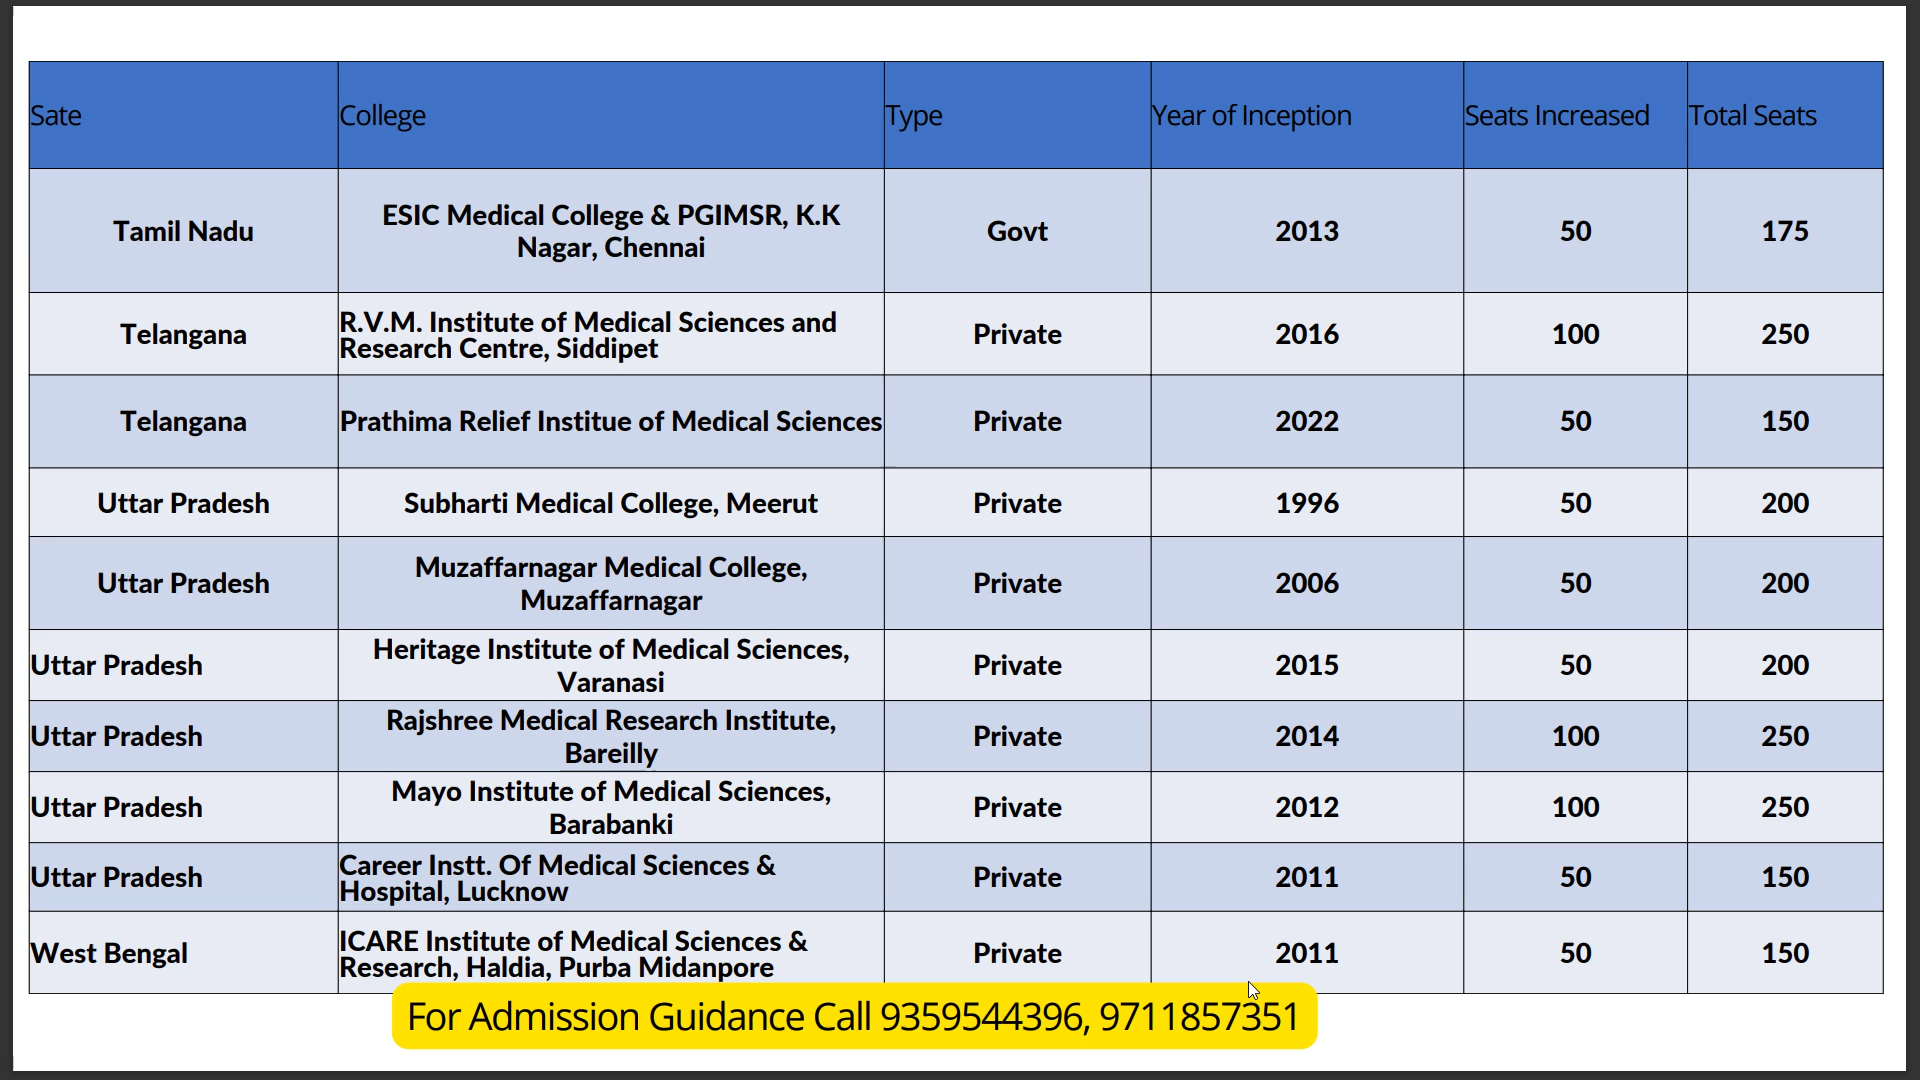 Sate College Type Year of Inception Seats Increased Total Seats
Tamil Nadu ESIC Medical College & PGIMSR, K.K
Nagar, Chennai Govt 2013 50 175
Telangana R.V.M. Institute of Medical Sciences and
Research Centre, Siddipet Private 2016 100 250
Telangana Prathima Relief Institue of Medical Sciences Private 2022 50 150
Uttar Pradesh Subharti Medical College, Meerut Private 1996 50 200
Uttar Pradesh Muzaffarnagar Medical College,
Muzaffarnagar Private 2006 50 200
Uttar Pradesh Heritage Institute of Medical Sciences,
Varanasi Private 2015 50 200
Uttar Pradesh Rajshree Medical Research Institute,
Bareilly Private 2014 100 250
Uttar Pradesh Mayo Institute of Medical Sciences,
Barabanki Private 2012 100 250
Uttar Pradesh Career Instt. Of Medical Sciences &
Hospital, Lucknow Private 2011 50 150
West Bengal ICARE Institute of Medical Sciences &
Research, Haldia, Purba Midanpore Private 2011 50 150
For Admission Guidance Call 9359544396, 9711857351